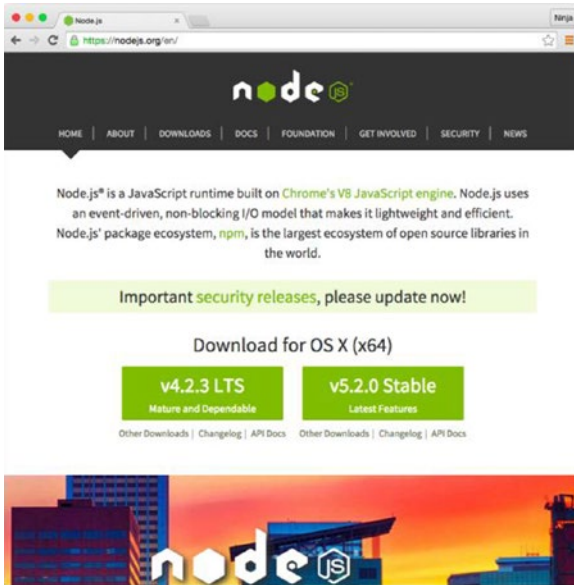 Node.js
Ninja
https://nodejs.org/en/
node JS
HOME | ABOUT | DOWNLOADS | DOCS | FOUNDATION | GET INVOLVED | SECURITY | NEWS
Node.js® is a JavaScript runtime built on Chrome's V8 JavaScript engine. Node.js uses
an event-driven, non-blocking I/O model that makes it lightweight and efficient.
Node.js' package ecosystem, npm, is the largest ecosystem of open source libraries in
the world.
Important security releases, please update now!
Download for OS X (x64)
v4.2.3 LTS
Mature and Dependable
v5.2.0 Stable
Latest Features
Other Downloads | Changelog | API Docs
Other Downloads | Changelog | API Docs
node JS